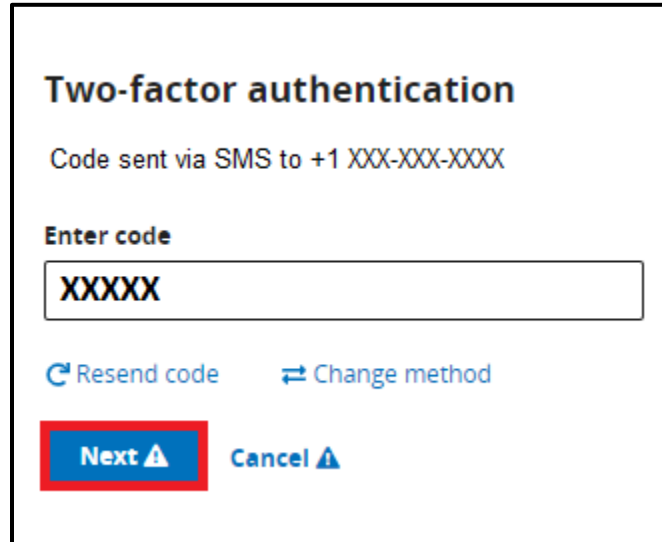 Two-factor authentication
Code sent via SMS to +1 XXX-XXX-XXXX
Enter code
XXXXX
Resend code Change method
Next Cancel